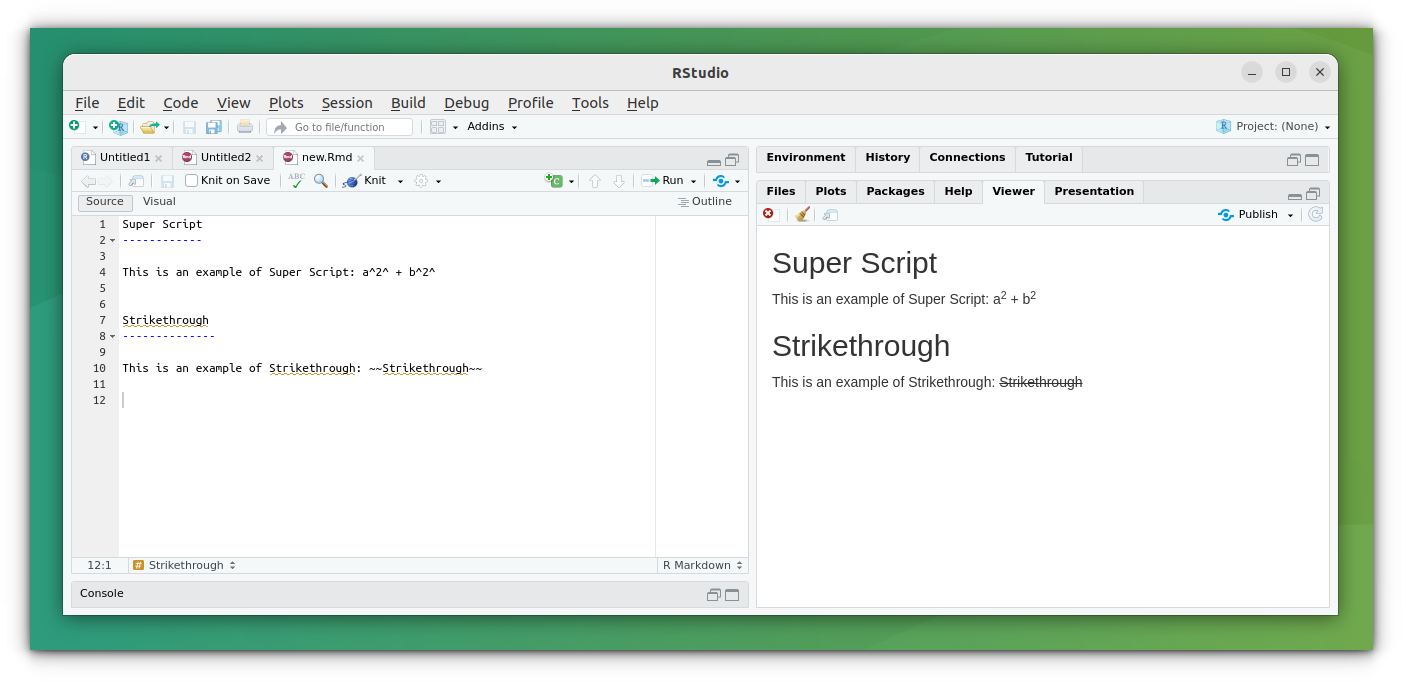 RStudio
File Edit Code View Plots Session Build Debug Profile Tools Help
Go to file/function Addins Project: (None)
Untitled1 Untitled2 new.Rmd
Knit on Save ABC Knit Run
Source Visual Outline
1 Super Script
2 ------------
3
4 This is an example of Super Script: a^2^ + b^2^
5
6
7 Strikethrough
8 --------------
9
10 This is an example of Strikethrough: ~~Strikethrough~~
11
12
12:1 # Strikethrough R Markdown
Console
Environment History Connections Tutorial
Files Plots Packages Help Viewer Presentation
Publish
Super Script
This is an example of Super Script: a² + b²
Strikethrough
This is an example of Strikethrough: Strikethrough